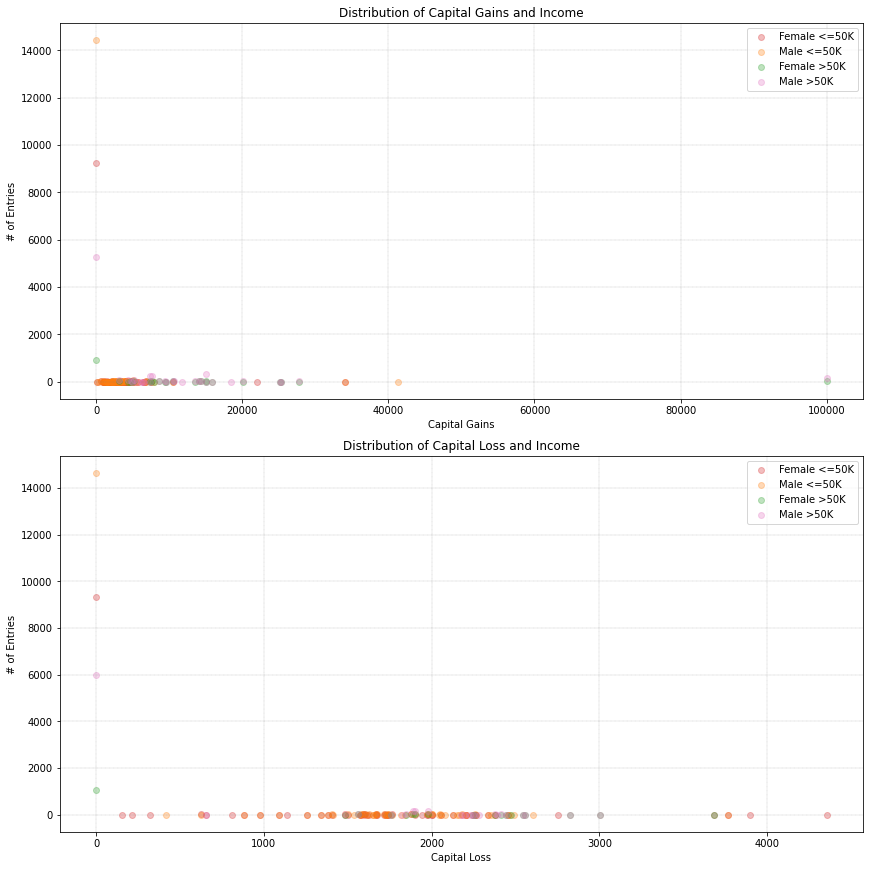 Distribution of Capital Gains and Income
14000
12000
10000
8000
6000
4000
2000
0
# of Entries
Female <=50K
Male <=50K
Female >50K
Male >50K
0 20000 40000 60000 80000 100000
Capital Gains
Distribution of Capital Loss and Income
14000
12000
10000
8000
6000
4000
2000
0
# of Entries
Female <=50K
Male <=50K
Female >50K
Male >50K
0 1000 2000 3000 4000
Capital Loss